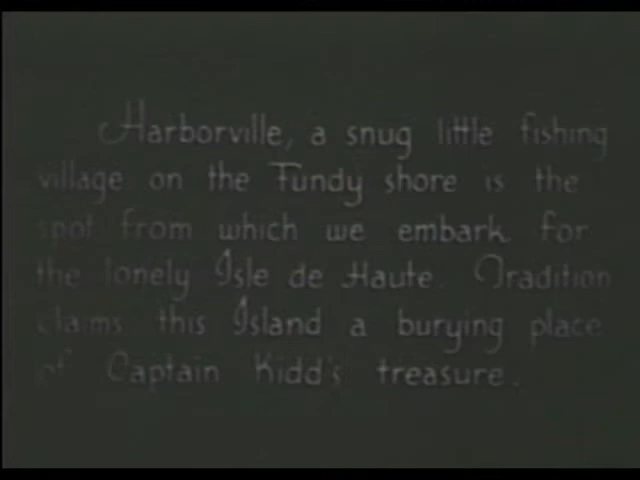 Harborville, a snug little fishing
village on the Fundy shore is the
spot from which we embark for
the lonely Isle de Haute. Tradition
claims this Island a burying place
of Captain Kidd's treasure.